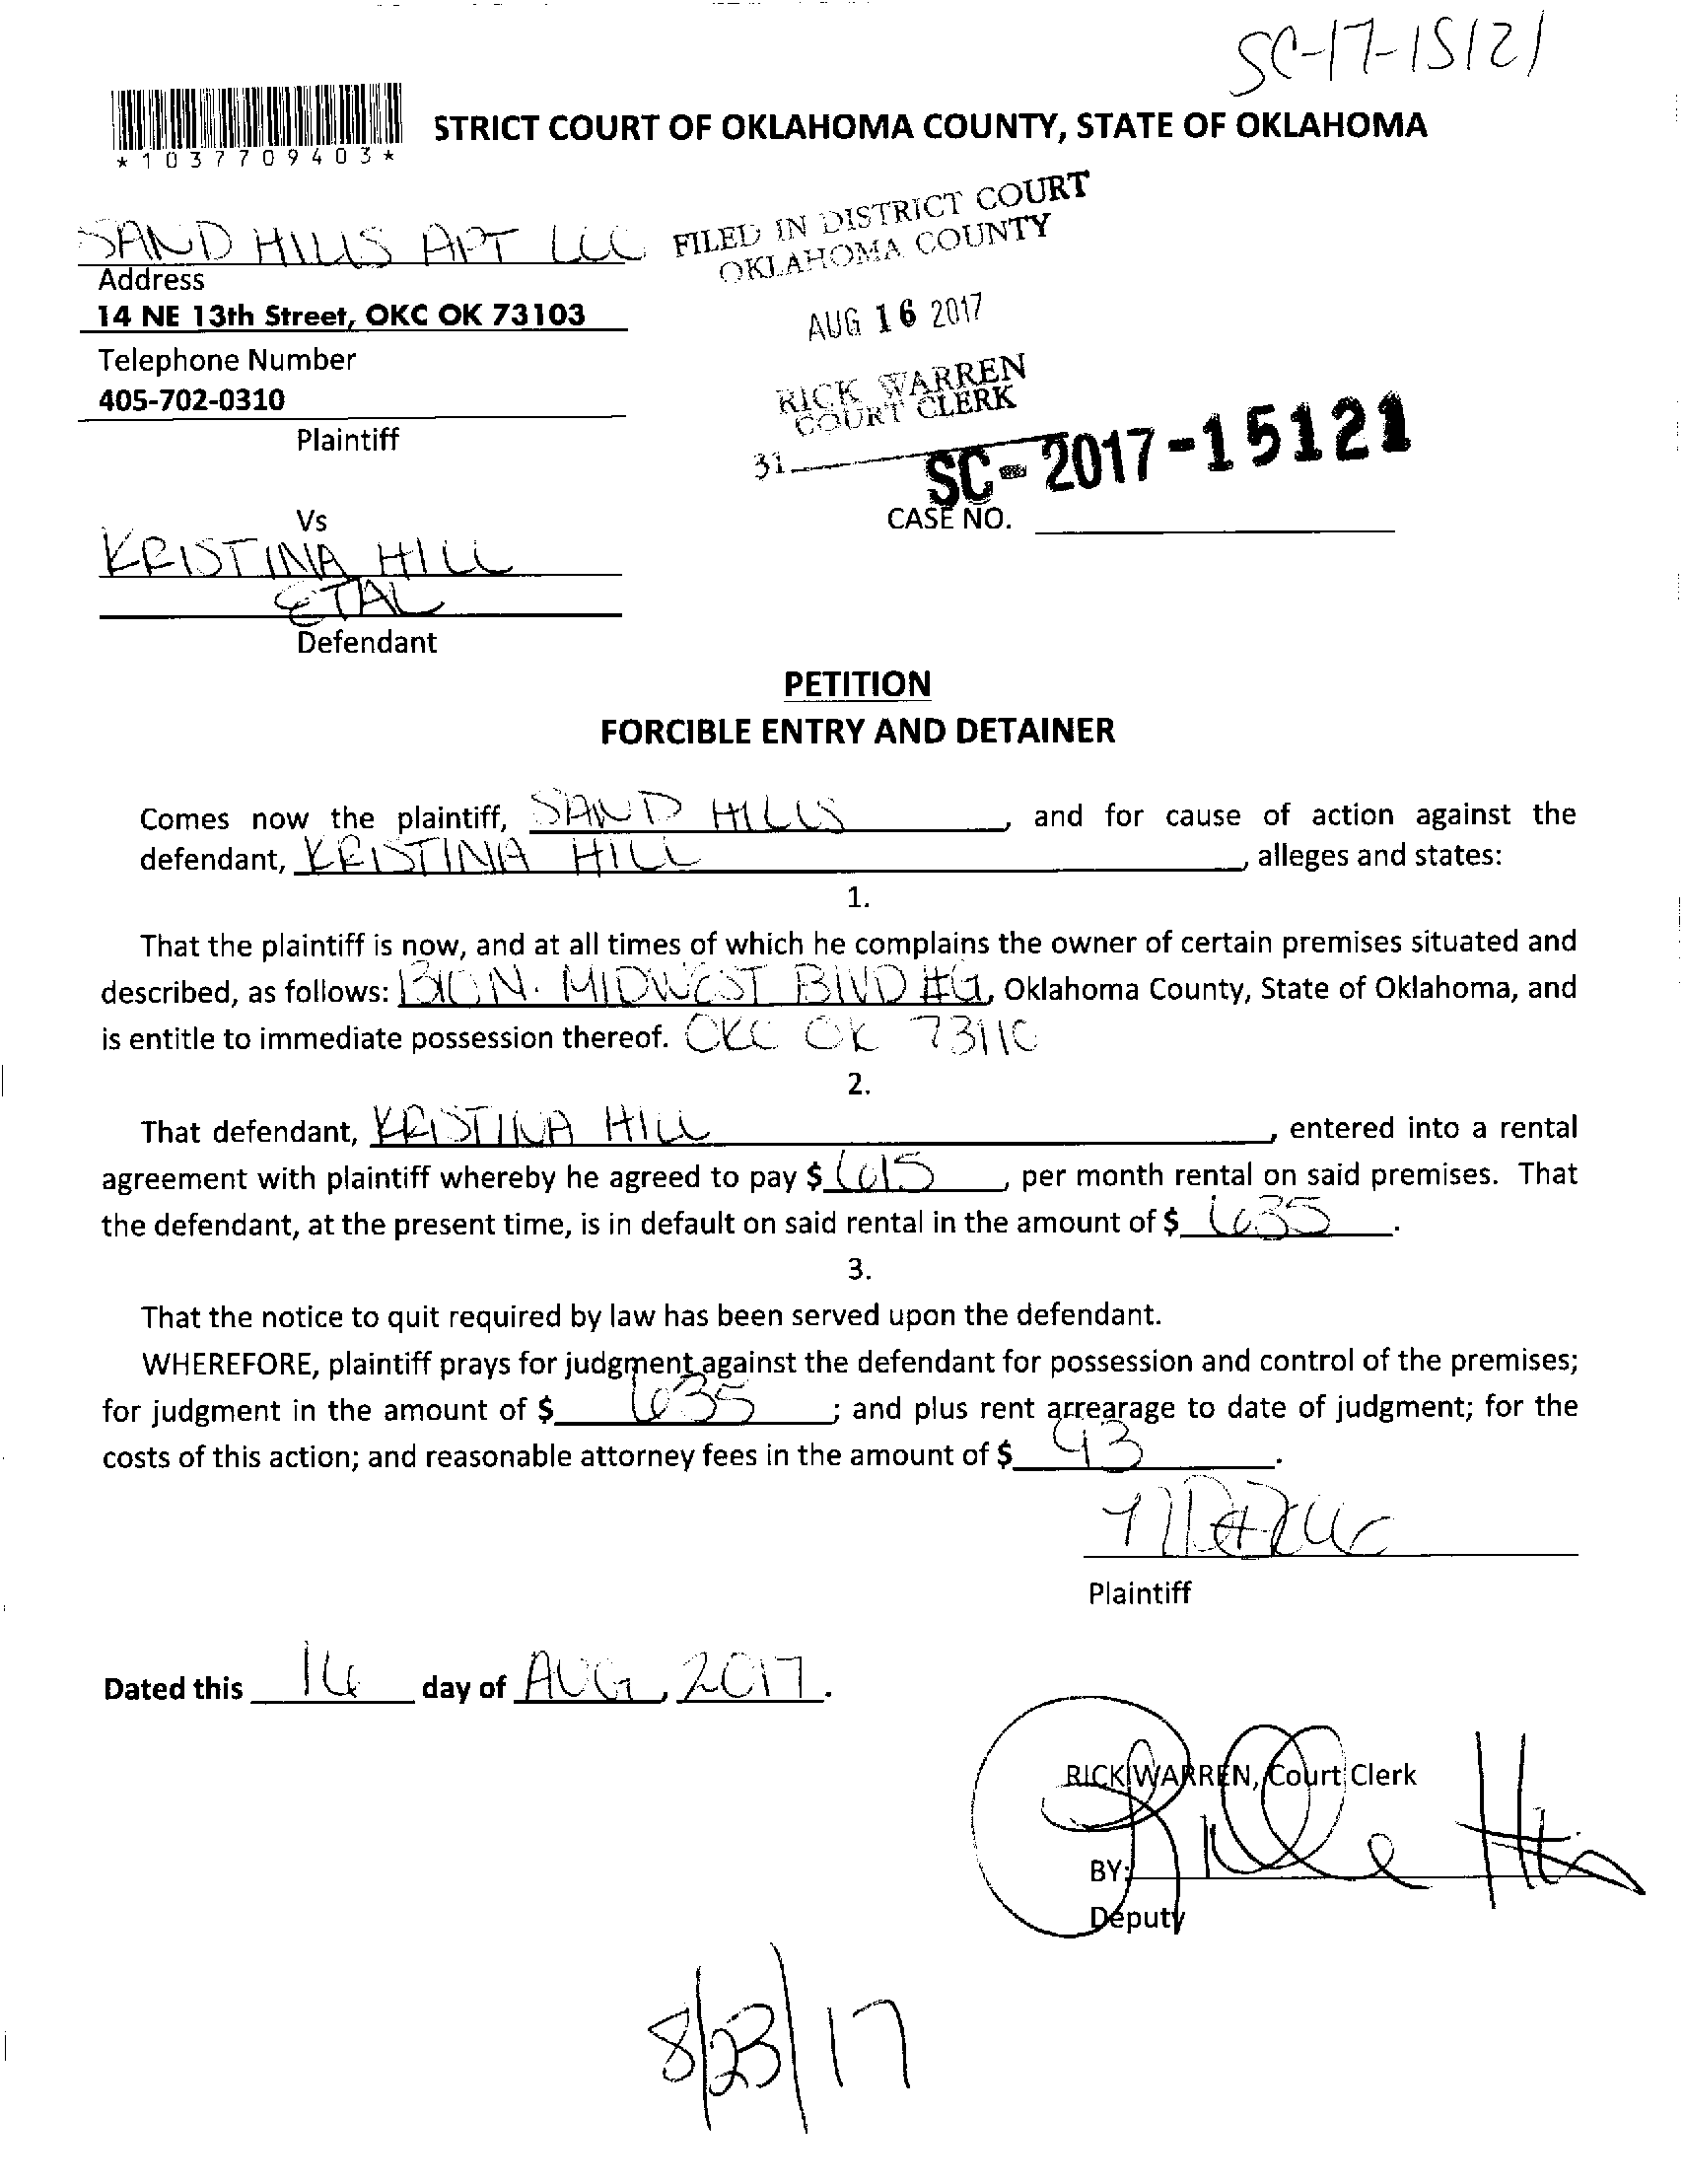 SC-17-15121
*1037709403*
STRICT COURT OF OKLAHOMA COUNTY, STATE OF OKLAHOMA
SAND HILLS APT LLC
FILED IN DISTRICT COURT
OKLAHOMA COUNTY
Address
14 NE 13th Street, OKC OK 73103
AUG 16 2017
Telephone Number
405-702-0310
RICK WARREN
COURT CLERK
Plaintiff
31
SC-2017-15121
CASE NO.
Vs
KRISTINA HILL
ETAL
Defendant
PETITION
FORCIBLE ENTRY AND DETAINER
Comes now the plaintiff, SAND HILLS, and for cause of action against the
defendant, KRISTINA HILL, alleges and states:
1.
That the plaintiff is now, and at all times of which he complains the owner of certain premises situated and
described, as follows: 1310 N. MIDWEST BLVD #G, Oklahoma County, State of Oklahoma, and
is entitle to immediate possession thereof. OKC OK 73110
2.
That defendant, KRISTINA HILL, entered into a rental
agreement with plaintiff whereby he agreed to pay $ 615, per month rental on said premises. That
the defendant, at the present time, is in default on said rental in the amount of $ 635.
3.
That the notice to quit required by law has been served upon the defendant.
WHEREFORE, plaintiff prays for judgment against the defendant for possession and control of the premises;
for judgment in the amount of $ 635; and plus rent arrearage to date of judgment; for the
costs of this action; and reasonable attorney fees in the amount of $ 93.
Plaintiff
Dated this 16 day of AUG, 2017.
RICK WARREN, Court Clerk
BY:
Deputy
8/23/17